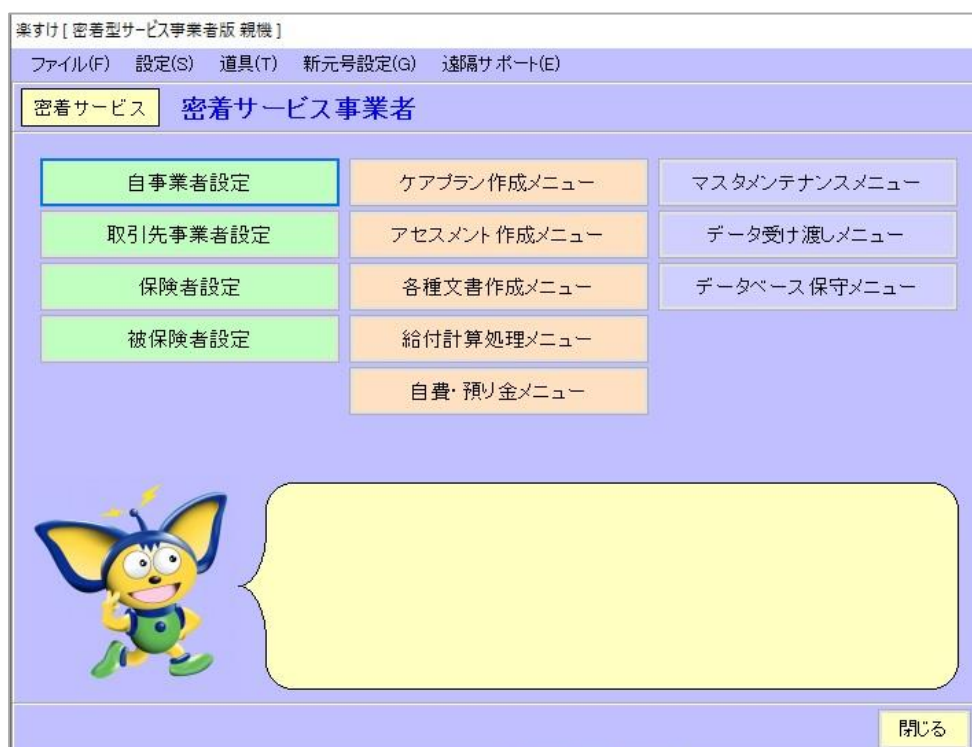 楽すけ [ 密着型サービス事業者版 親機 ]
ファイル(F) 設定(S) 道具(T) 新元号設定(G) 遠隔サポート(E)
密着サービス 密着サービス事業者
自事業者設定 ケアプラン作成メニュー マスタメンテナンスメニュー
取引先事業者設定 アセスメント作成メニュー データ受け渡しメニュー
保険者設定 各種文書作成メニュー データベース保守メニュー
被保険者設定 給付計算処理メニュー
自費・預り金メニュー
閉じる